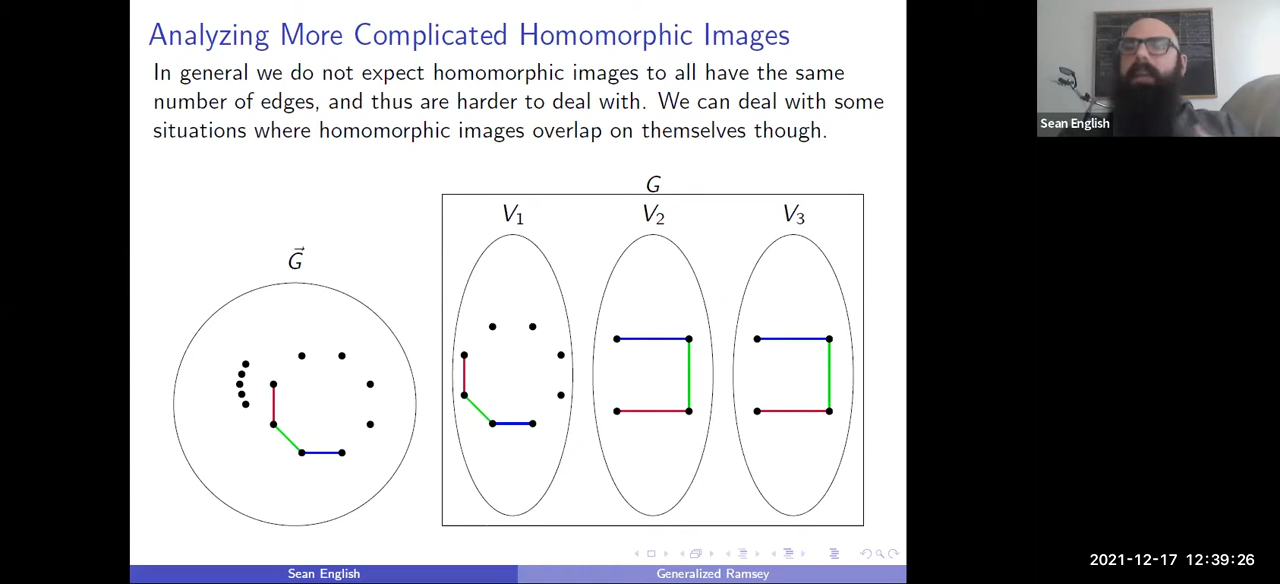 Analyzing More Complicated Homomorphic Images
In general we do not expect homomorphic images to all have the same
number of edges, and thus are harder to deal with. We can deal with some
situations where homomorphic images overlap on themselves though.
G
V₁ V₂ V₃
G⃗
Sean English Generalized Ramsey
Sean English
2021-12-17 12:39:26